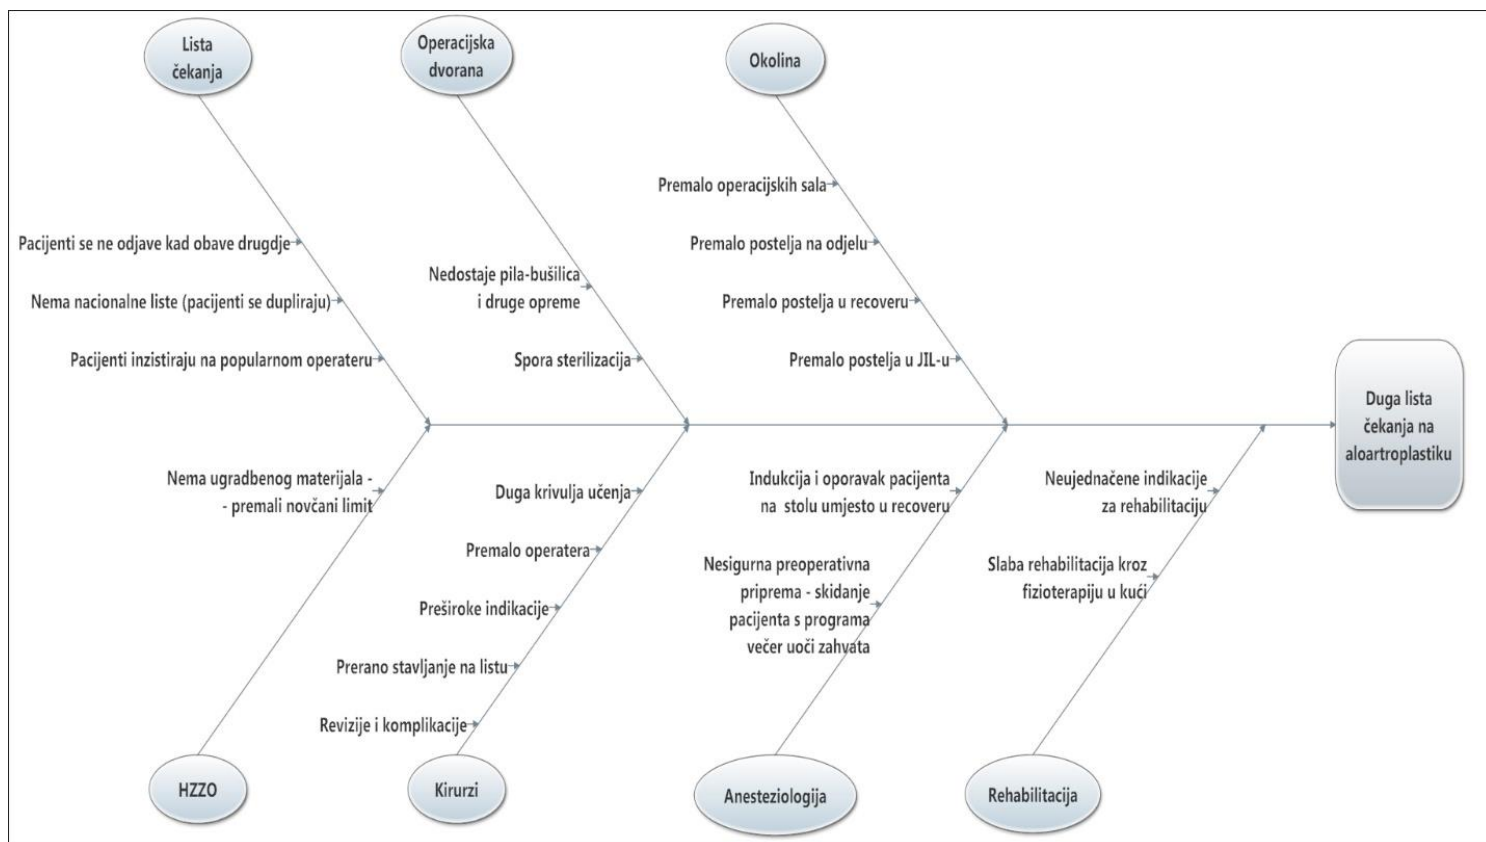 Lista
čekanja
Operacijska
dvorana
Okolina
Premalo operacijskih sala
Pacijenti se ne odjave kad obave drugdje
Premalo postelja na odjelu
Nedostaje pila-bušilica
i druge opreme
Nema nacionalne liste (pacijenti se dupliraju)
Premalo postelja u recoveru
Pacijenti inzistiraju na popularnom operateru
Spora sterilizacija
Premalo postelja u JIL-u
Duga lista
čekanja na
aloartroplastiku
Nema ugradbenog materijala -
- premali novčani limit
Duga krivulja učenja
Premalo operatera
Preširoke indikacije
Prerano stavljanje na listu
Revizije i komplikacije
Indukcija i oporavak pacijenta
na stolu umjesto u recoveru
Nesigurna preoperativna
priprema - skidanje
pacijenta s programa
večer uoči zahvata
Neujednačene indikacije
za rehabilitaciju
Slaba rehabilitacija kroz
fizioterapiju u kući
HZZO
Kirurzi
Anesteziologija
Rehabilitacija